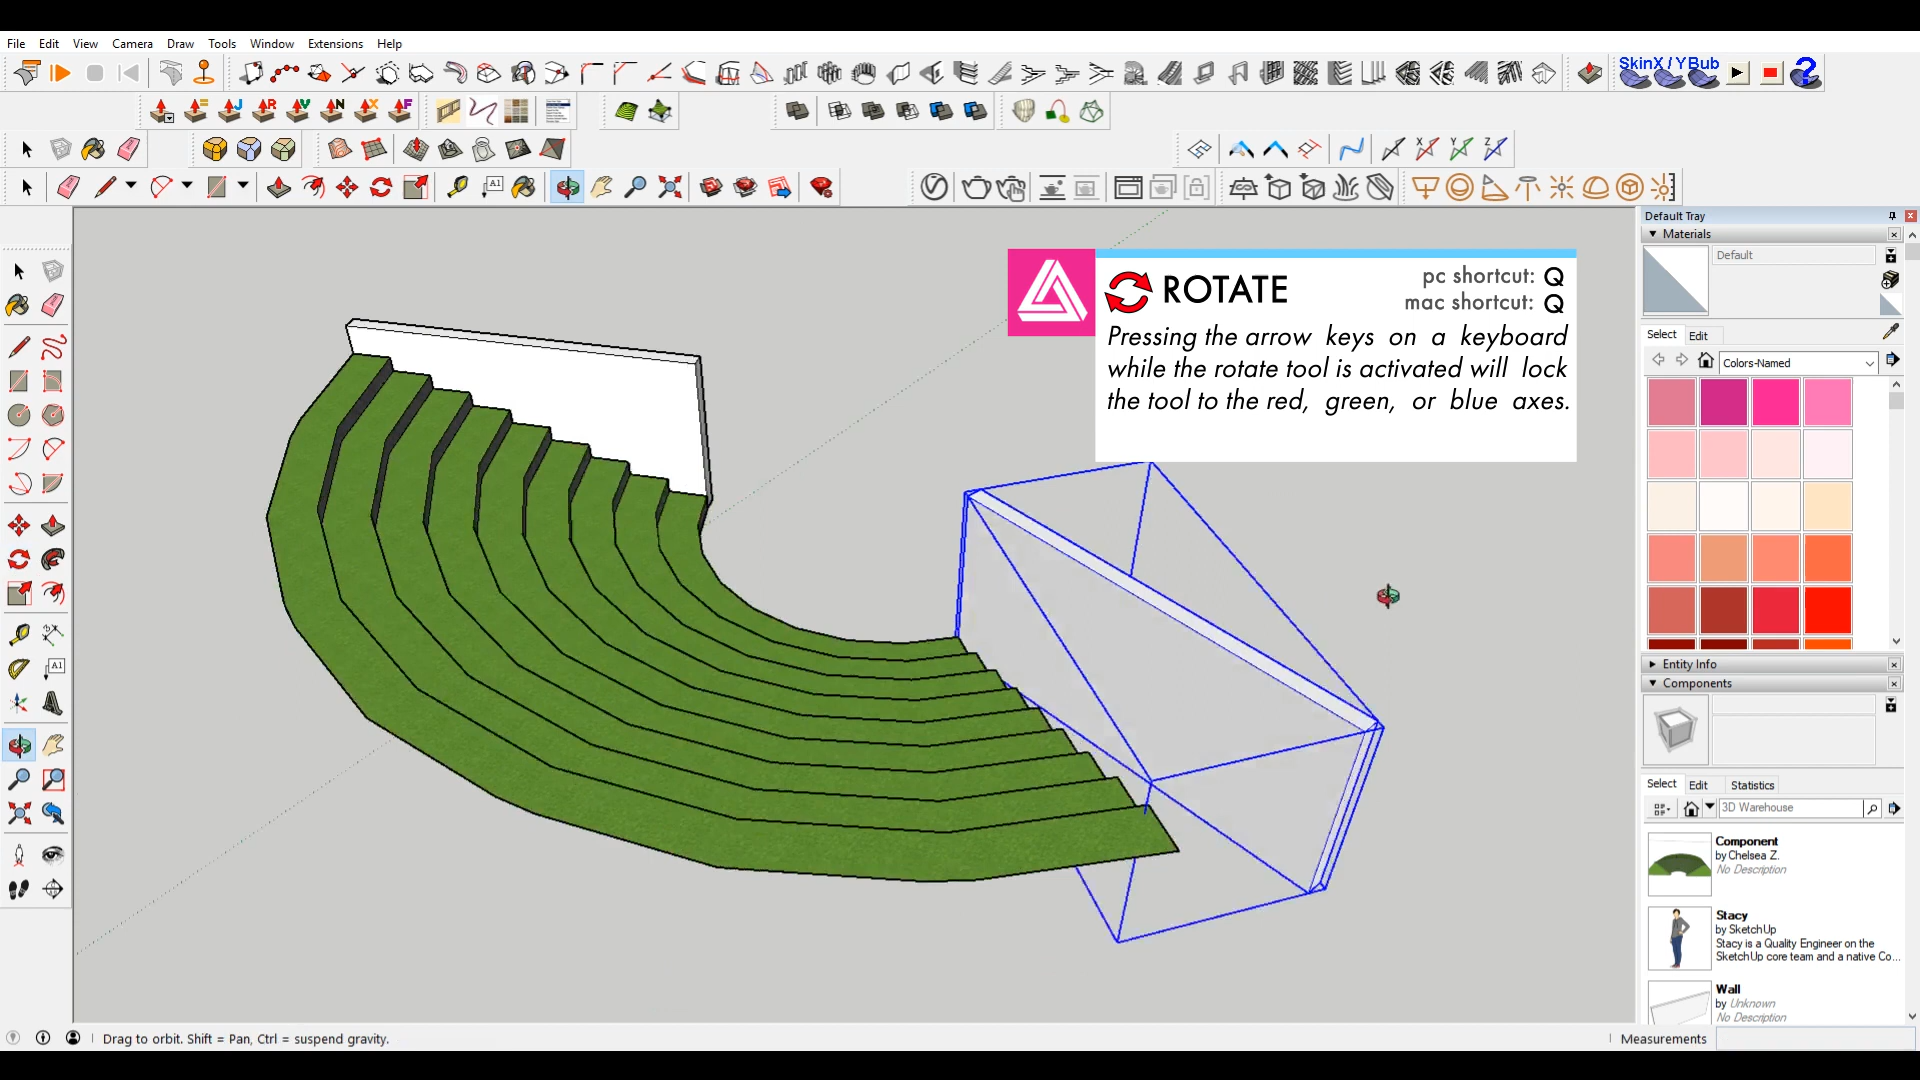 File Edit View Camera Draw Tools Window Extensions Help
SkinX / YBub
?
J R V N X F
X Y Z
A1
Default Tray
Materials
Default
ROTATE
pc shortcut: Q
mac shortcut: Q
Pressing the arrow keys on a keyboard
while the rotate tool is activated will lock
the tool to the red, green, or blue axes.
Select Edit
Colors-Named
A1
Entity Info
Components
Select Edit Statistics
3D Warehouse
Component
by Chelsea Z.
No Description
Stacy
by SketchUp
Stacy is a Quality Engineer on the
SketchUp core team and a native Co...
Wall
by Unknown
No Description
Drag to orbit. Shift = Pan, Ctrl = suspend gravity.
Measurements